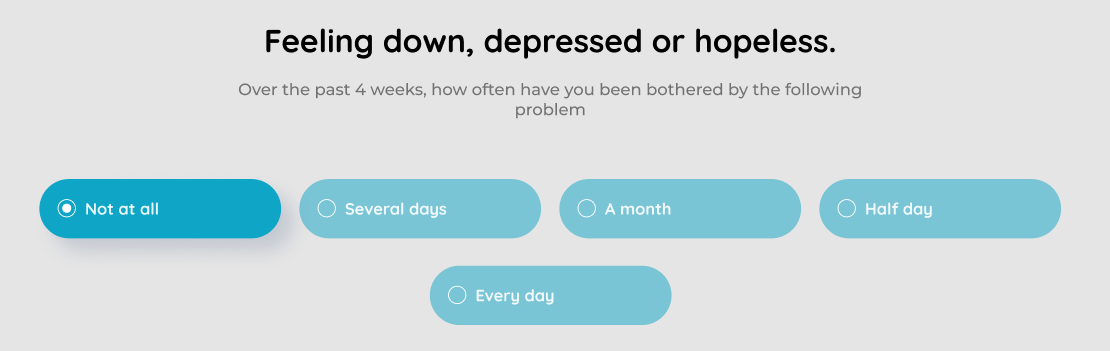 Feeling down, depressed or hopeless.
Over the past 4 weeks, how often have you been bothered by the following
problem
Not at all
Several days
A month
Half day
Every day